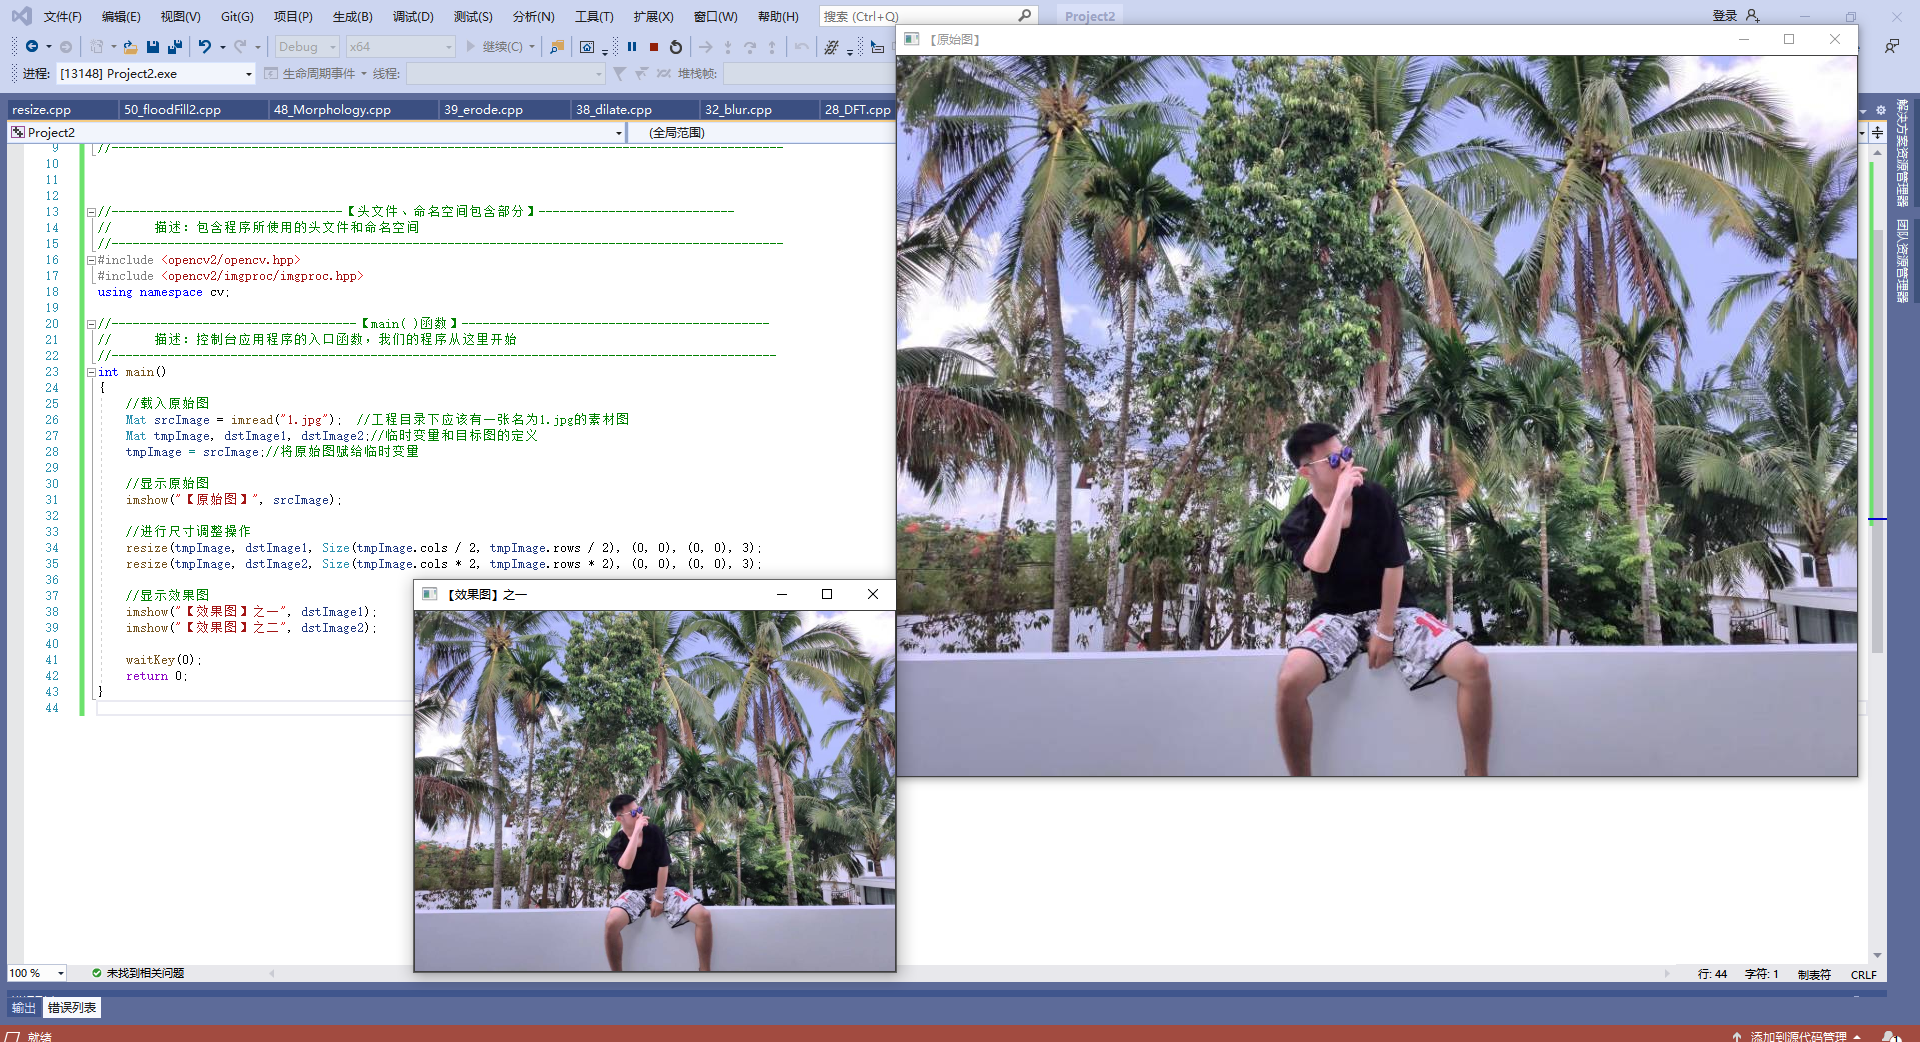 文件(F) 编辑(E) 视图(V) Git(G) 项目(P) 生成(B) 调试(D) 测试(S) 分析(N) 工具(T) 扩展(X) 窗口(W) 帮助(H) 搜索 (Ctrl+Q) Project2 登录
Debug x64 继续(C)
进程: [13148] Project2.exe 生命周期事件 线程: 堆栈帧:
resize.cpp 50_floodFill2.cpp 48_Morphology.cpp 39_erode.cpp 38_dilate.cpp 32_blur.cpp 28_DFT.cpp
Project2 (全局范围)
9 //------------------------------------------------------------------------------------------------
10
11
12
13 //---------------------------------【头文件、命名空间包含部分】----------------------------
14 // 描述：包含程序所使用的头文件和命名空间
15 //------------------------------------------------------------------------------------------------
16 #include <opencv2/opencv.hpp>
17 #include <opencv2/imgproc/imgproc.hpp>
18 using namespace cv;
19
20 //-----------------------------------【main( )函数】--------------------------------------------
21 // 描述：控制台应用程序的入口函数，我们的程序从这里开始
22 //-----------------------------------------------------------------------------------------------
23 int main()
24 {
25 //载入原始图
26 Mat srcImage = imread("1.jpg"); //工程目录下应该有一张名为1.jpg的素材图
27 Mat tmpImage, dstImage1, dstImage2;//临时变量和目标图的定义
28 tmpImage = srcImage;//将原始图赋给临时变量
29
30 //显示原始图
31 imshow("【原始图】", srcImage);
32
33 //进行尺寸调整操作
34 resize(tmpImage, dstImage1, Size(tmpImage.cols / 2, tmpImage.rows / 2), (0, 0), (0, 0), 3);
35 resize(tmpImage, dstImage2, Size(tmpImage.cols * 2, tmpImage.rows * 2), (0, 0), (0, 0), 3);
36
37 //显示效果图
38 imshow("【效果图】之一", dstImage1);
39 imshow("【效果图】之二", dstImage2);
40
41 waitKey(0);
42 return 0;
43 }
44
【原始图】
【效果图】之一
解决方案资源管理器
团队资源管理器
100 % 未找到相关问题 行: 44 字符: 1 制表符 CRLF
输出 错误列表
就绪 添加到源代码管理 1